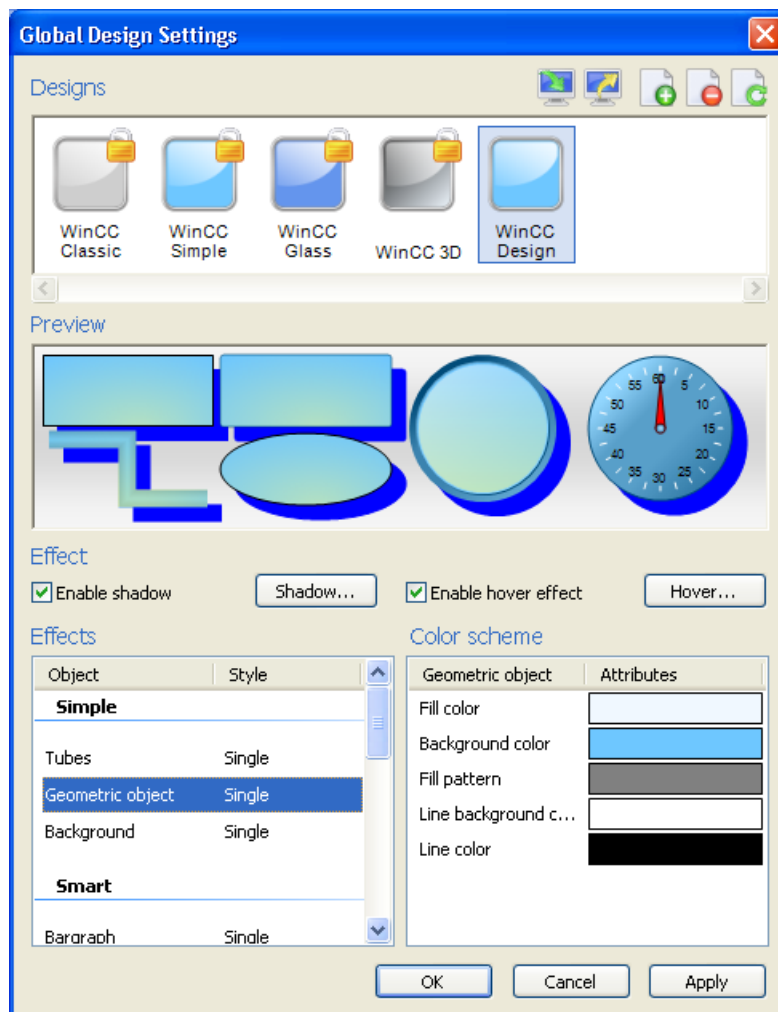 Global Design Settings
Designs
WinCC Classic
WinCC Simple
WinCC Glass
WinCC 3D
WinCC Design
Preview
60 5 10 15 20 25 30 35 40 45 50 55
Effect
Enable shadow
Shadow...
Enable hover effect
Hover...
Effects
Object Style
Simple
Tubes Single
Geometric object Single
Background Single
Smart
Bargraph Single
Color scheme
Geometric object Attributes
Fill color
Background color
Fill pattern
Line background c...
Line color
OK Cancel Apply